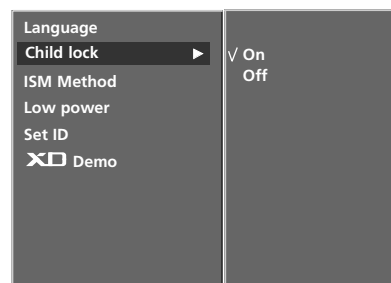 Language
Child lock ►
ISM Method
Low power
Set ID
XD Demo
√ On
Off